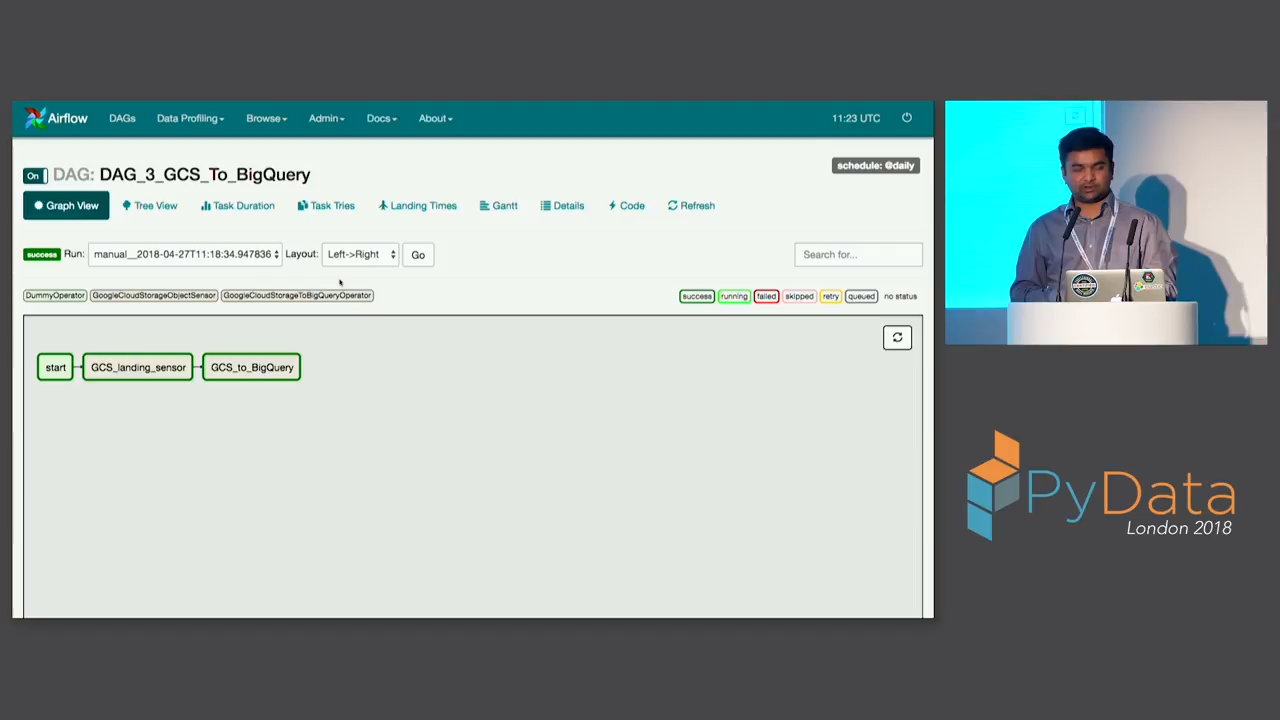 Airflow DAGs Data Profiling Browse Admin Docs About 11:23 UTC
On DAG: DAG_3_GCS_To_BigQuery schedule: @daily
Graph View Tree View Task Duration Task Tries Landing Times Gantt Details Code Refresh
success Run: manual__2018-04-27T11:18:34.947836 Layout: Left->Right Go Search for...
DummyOperator GoogleCloudStorageObjectSensor GoogleCloudStorageToBigQueryOperator success running failed skipped retry queued no status
start GCS_landing_sensor GCS_to_BigQuery
PyData
London 2018